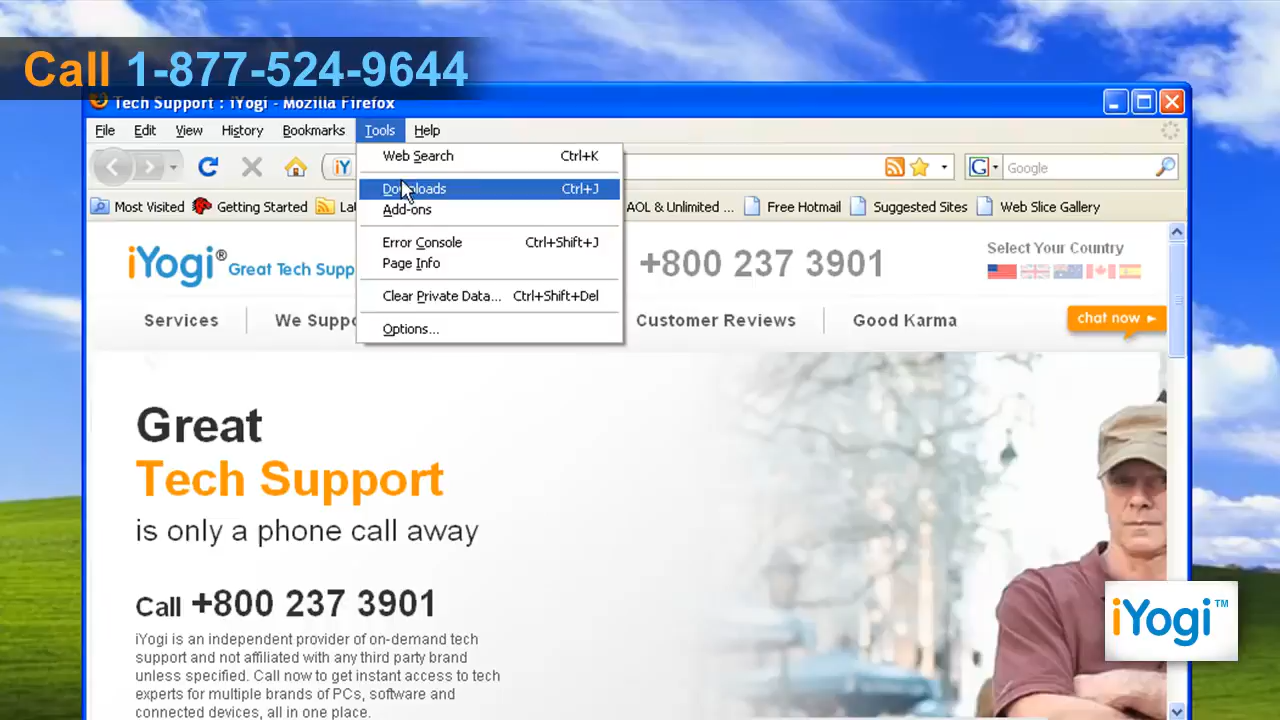 Call 1-877-524-9644
Tech Support : iYogi - Mozilla Firefox
File Edit View History Bookmarks Tools Help
Web Search Ctrl+K
iY
G Google
Downloads Ctrl+J
Most Visited Getting Started AOL & Unlimited ... Free Hotmail Suggested Sites Web Slice Gallery
Add-ons
Error Console Ctrl+Shift+J
Page Info
Clear Private Data... Ctrl+Shift+Del
Options...
iYogi® Great Tech Supp
+800 237 3901
Select Your Country
Services We Suppo Customer Reviews Good Karma chat now
Great
Tech Support
is only a phone call away
Call +800 237 3901
iYogi is an independent provider of on-demand tech
support and not affiliated with any third party brand
unless specified. Call now to get instant access to tech
experts for multiple brands of PCs, software and
connected devices, all in one place.
iYogi™